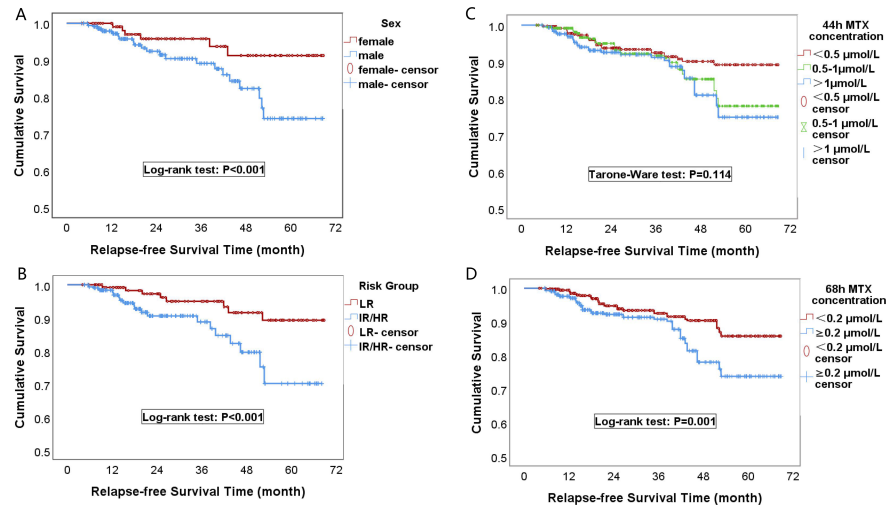 A
Sex
female
male
female- censor
male- censor
1.0
0.9
0.8
0.7
0.6
0.5
Cumulative Survival
Log-rank test: P<0.001
0 12 24 36 48 60 72
Relapse-free Survival Time (month)
C
44h MTX
concentration
<0.5 μmol/L
0.5-1μmol/L
>1μmol/L
<0.5 μmol/L
censor
0.5-1 μmol/L
censor
>1 μmol/L
censor
1.0
0.9
0.8
0.7
0.6
0.5
Cumulative Survival
Tarone-Ware test: P=0.114
0 12 24 36 48 60 72
Relapse-free Survival Time (month)
B
Risk Group
LR
IR/HR
LR- censor
IR/HR- censor
1.0
0.9
0.8
0.7
0.6
0.5
Cumulative Survival
Log-rank test: P<0.001
0 12 24 36 48 60 72
Relapse-free Survival Time (month)
D
68h MTX
concentration
<0.2 μmol/L
≥0.2 μmol/L
<0.2 μmol/L
censor
≥0.2 μmol/L
censor
1.0
0.9
0.8
0.7
0.6
0.5
Cumulative Survival
Log-rank test: P=0.001
0 12 24 36 48 60 72
Relapse-free Survival Time (month)